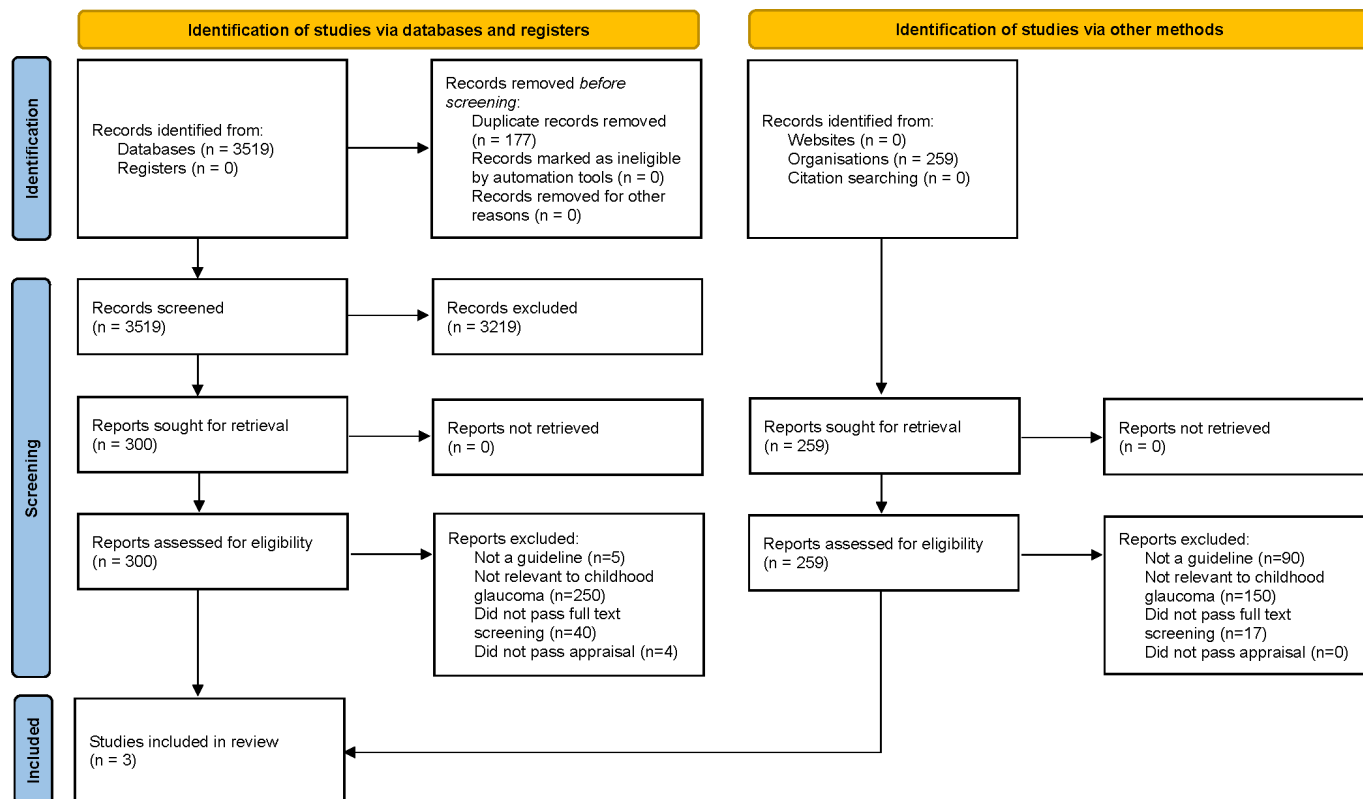 Identification of studies via databases and registers
Identification of studies via other methods
Identification
Records identified from:
Databases (n = 3519)
Registers (n = 0)
Records removed before
screening:
Duplicate records removed
(n = 177)
Records marked as ineligible
by automation tools (n = 0)
Records removed for other
reasons (n = 0)
Records identified from:
Websites (n = 0)
Organisations (n = 259)
Citation searching (n = 0)
Screening
Records screened
(n = 3519)
Records excluded
(n = 3219)
Reports sought for retrieval
(n = 300)
Reports not retrieved
(n = 0)
Reports sought for retrieval
(n = 259)
Reports not retrieved
(n = 0)
Reports assessed for eligibility
(n = 300)
Reports excluded:
Not a guideline (n=5)
Not relevant to childhood
glaucoma (n=250)
Did not pass full text
screening (n=40)
Did not pass appraisal (n=4)
Reports assessed for eligibility
(n = 259)
Reports excluded:
Not a guideline (n=90)
Not relevant to childhood
glaucoma (n=150)
Did not pass full text
screening (n=17)
Did not pass appraisal (n=0)
Included
Studies included in review
(n = 3)